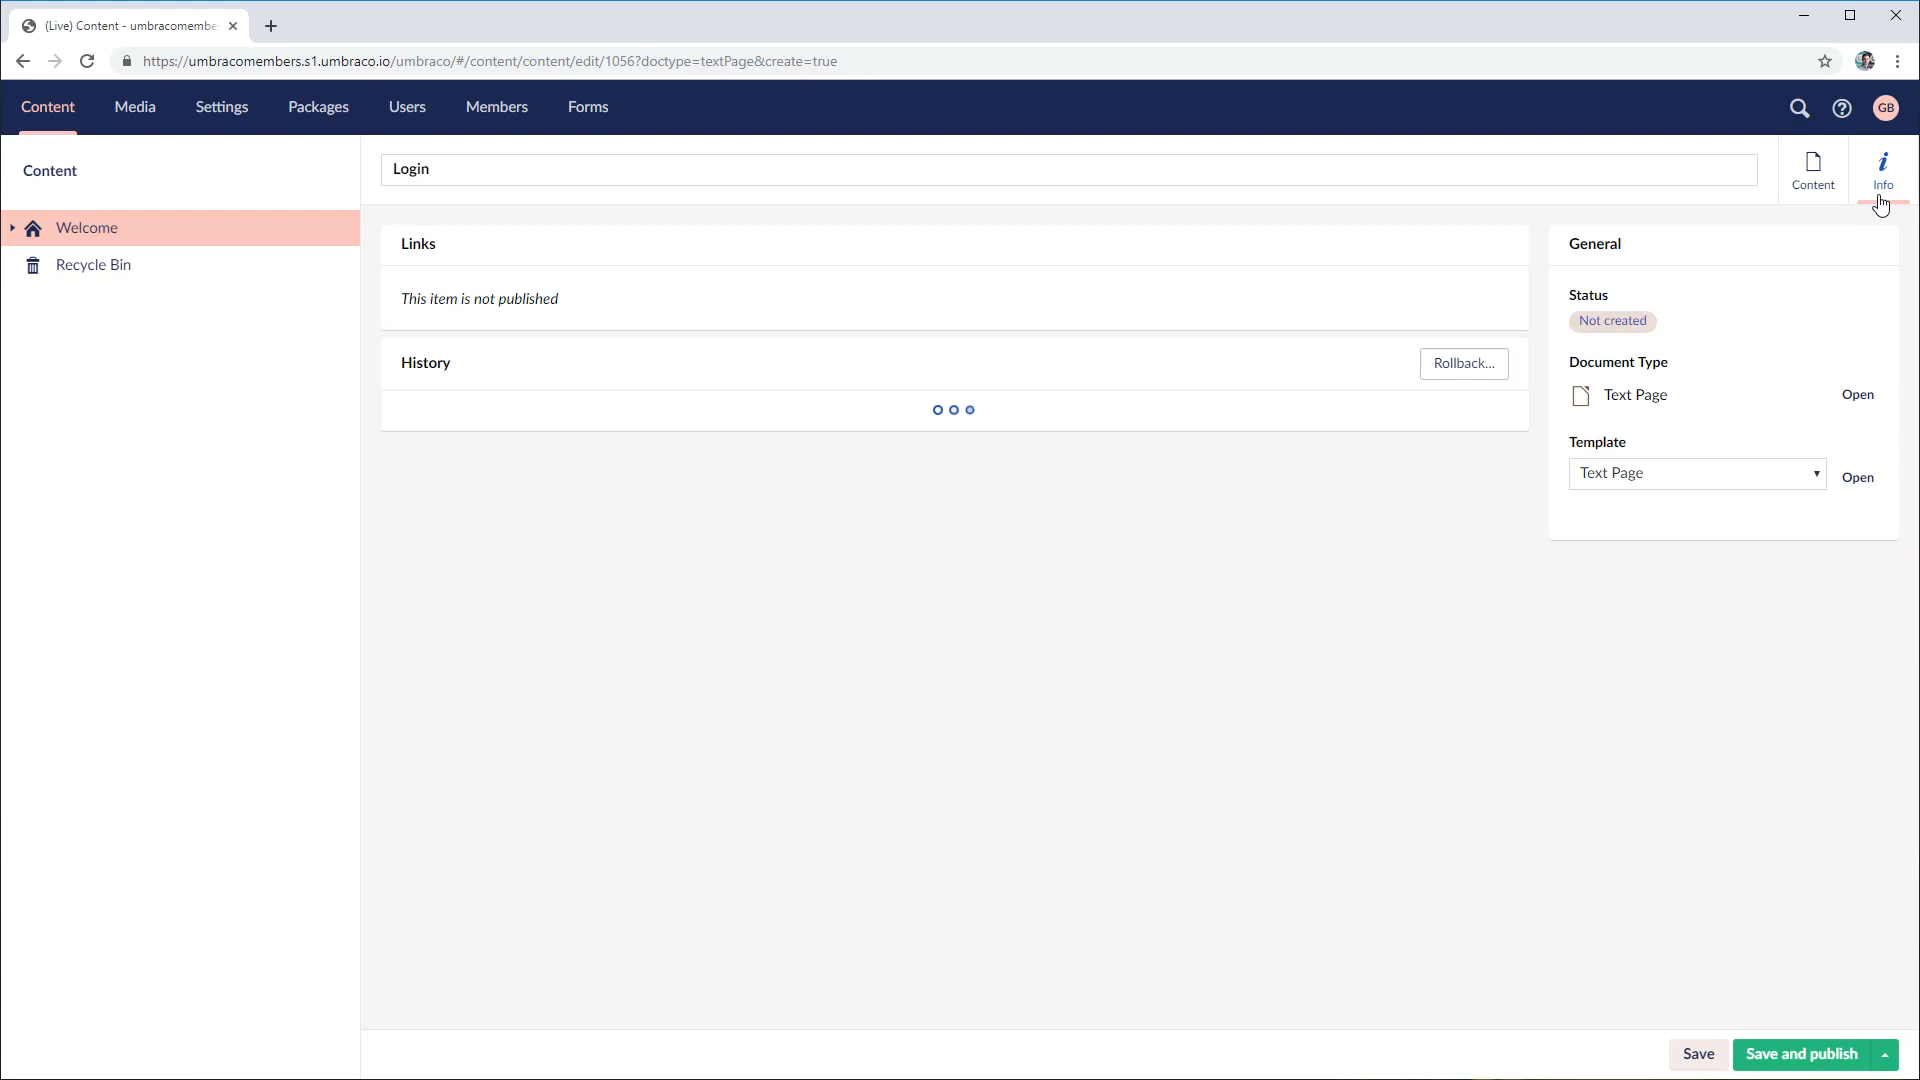 (Live) Content - umbracomembe
https://umbracomembers.s1.umbraco.io/umbraco/#/content/content/edit/1056?doctype=textPage&create=true
Content
Media
Settings
Packages
Users
Members
Forms
GB
Content
Welcome
Recycle Bin
Login
Content
Info
Links
This item is not published
History
Rollback...
General
Status
Not created
Document Type
Text Page
Open
Template
Text Page
Open
Save
Save and publish